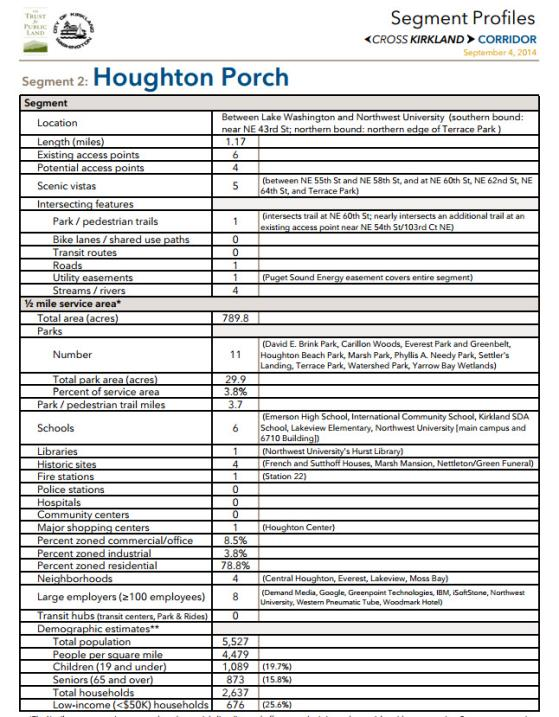 THE
TRUST
for
PUBLIC
LAND
CITY OF KIRKLAND
WASHINGTON
Segment Profiles
CROSS KIRKLAND CORRIDOR
September 4, 2014
Segment 2: Houghton Porch
Segment
Location Between Lake Washington and Northwest University (southern bound:
near NE 43rd St; northern bound: northern edge of Terrace Park )
Length (miles) 1.17
Existing access points 6
Potential access points 4
Scenic vistas 5 (between NE 55th St and NE 58th St, and at NE 60th St, NE 62nd St, NE
64th St, and Terrace Park)
Intersecting features
Park / pedestrian trails 1 (intersects trail at NE 60th St; nearly intersects an additional trail at an
existing access point near NE 54th St/103rd Ct NE)
Bike lanes / shared use paths 0
Transit routes 0
Roads 1
Utility easements 1 (Puget Sound Energy easement covers entire segment)
Streams / rivers 4
½ mile service area*
Total area (acres) 789.8
Parks
Number 11 (David E. Brink Park, Carillon Woods, Everest Park and Greenbelt,
Houghton Beach Park, Marsh Park, Phyllis A. Needy Park, Settler's
Landing, Terrace Park, Watershed Park, Yarrow Bay Wetlands)
Total park area (acres) 29.9
Percent of service area 3.8%
Park / pedestrian trail miles 3.7
Schools 6 (Emerson High School, International Community School, Kirkland SDA
School, Lakeview Elementary, Northwest University [main campus and
6710 Building])
Libraries 1 (Northwest University's Hurst Library)
Historic sites 4 (French and Sutthoff Houses, Marsh Mansion, Nettleton/Green Funeral)
Fire stations 1 (Station 22)
Police stations 0
Hospitals 0
Community centers 0
Major shopping centers 1 (Houghton Center)
Percent zoned commercial/office 8.5%
Percent zoned industrial 3.8%
Percent zoned residential 78.8%
Neighborhoods 4 (Central Houghton, Everest, Lakeview, Moss Bay)
Large employers (≥100 employees) 8 (Demand Media, Google, Greenpoint Technologies, IBM, iSoftStone, Northwest
University, Western Pneumatic Tube, Woodmark Hotel)
Transit hubs (transit centers, Park & Rides) 0
Demographic estimates**
Total population 5,527
People per square mile 4,479
Children (19 and under) 1,089 (19.7%)
Seniors (65 and over) 873 (15.8%)
Total households 2,637
Low-income (<$50K) households 676 (25.6%)